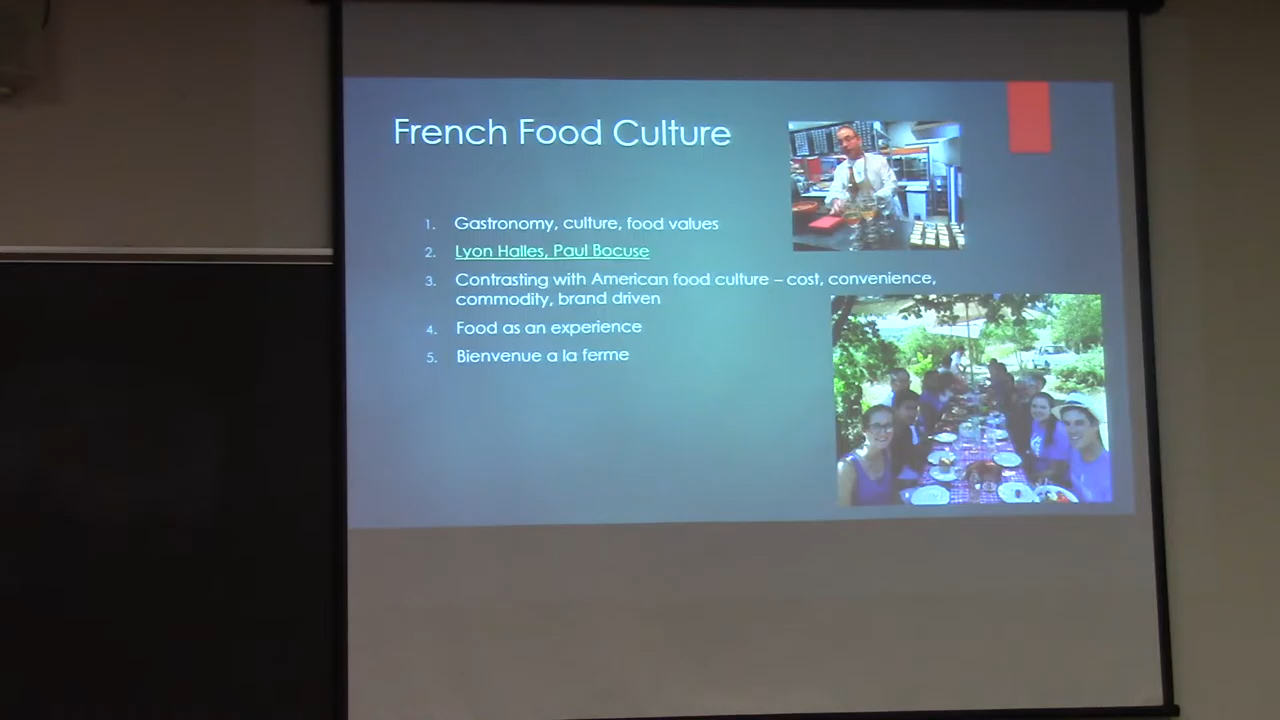 French Food Culture
1. Gastronomy, culture, food values
2. Lyon Halles, Paul Bocuse
3. Contrasting with American food culture – cost, convenience,
commodity, brand driven
4. Food as an experience
5. Bienvenue a la ferme